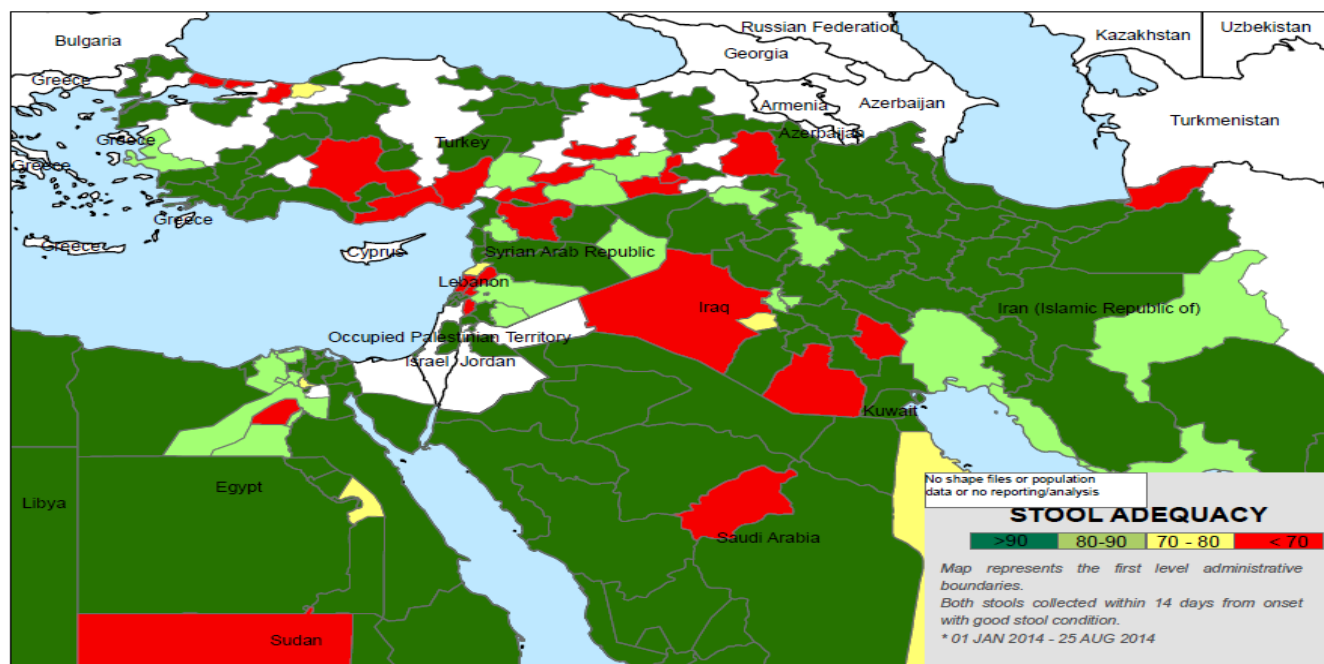 Russian Federation
Kazakhstan
Uzbekistan
Bulgaria
Georgia
Greece
Armenia
Azerbaijan
Turkmenistan
Azerbaijan
Greece
Turkey
Greece
Greece
Greece
Cyprus
Syrian Arab Republic
Lebanon
Iraq
Iran (Islamic Republic of)
Occupied Palestinian Territory
Israel
Jordan
Kuwait
Libya
Egypt
Saudi Arabia
Sudan
No shape files or population
data or no reporting/analysis
STOOL ADEQUACY
>90 80-90 70 - 80 < 70
Map represents the first level administrative
boundaries.
Both stools collected within 14 days from onset
with good stool condition.
* 01 JAN 2014 - 25 AUG 2014